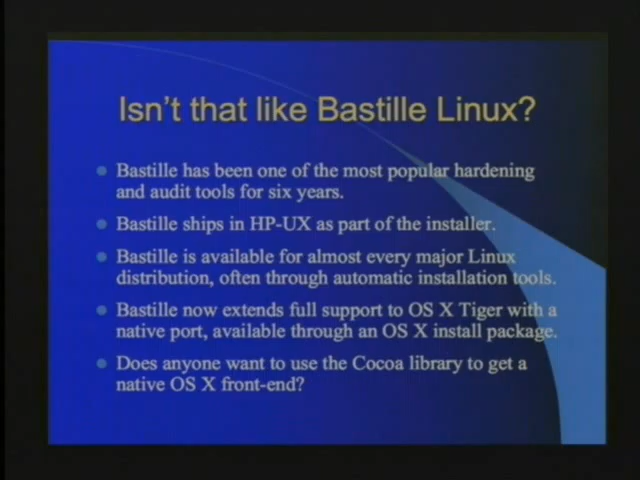 Isn't that like Bastille Linux?
Bastille has been one of the most popular hardening
and audit tools for six years.
Bastille ships in HP-UX as part of the installer.
Bastille is available for almost every major Linux
distribution, often through automatic installation tools.
Bastille now extends full support to OS X Tiger with a
native port, available through an OS X install package.
Does anyone want to use the Cocoa library to get a
native OS X front-end?